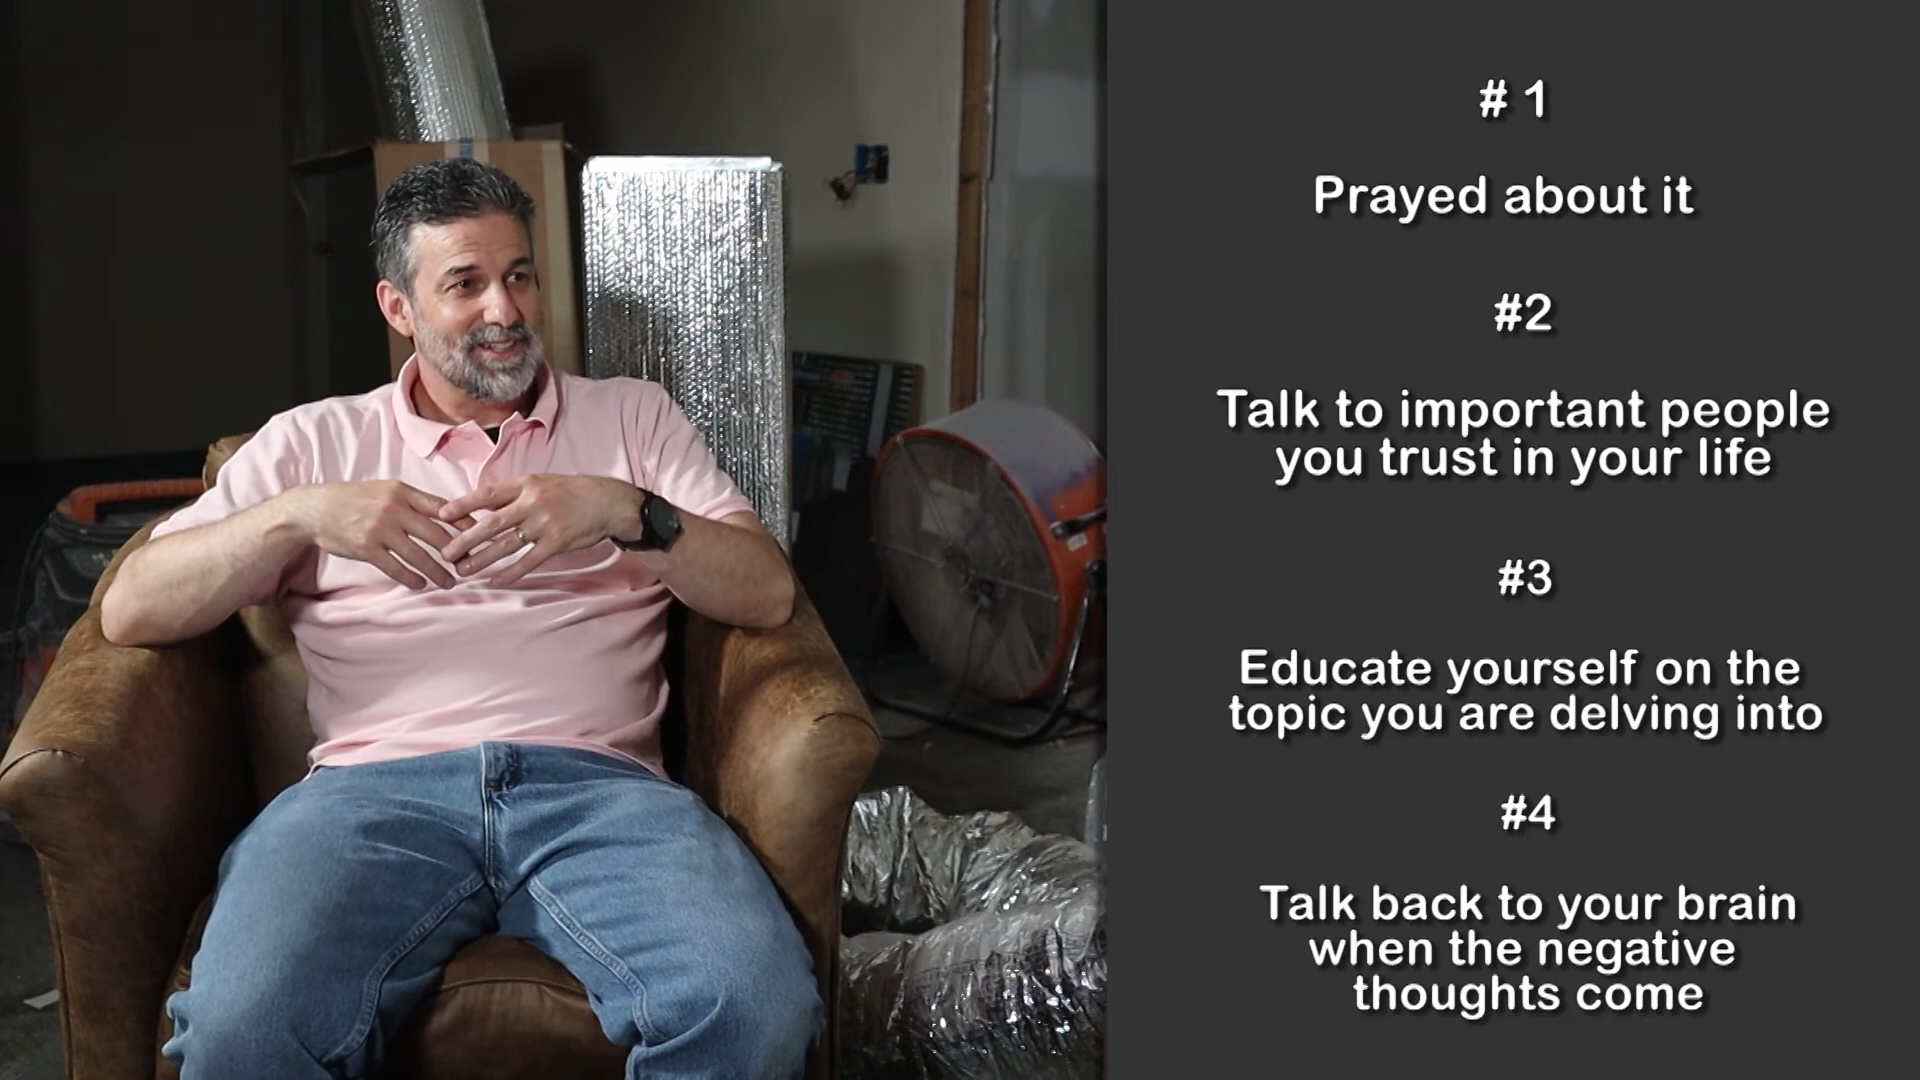 # 1
Prayed about it
#2
Talk to important people
you trust in your life
#3
Educate yourself on the
topic you are delving into
#4
Talk back to your brain
when the negative
thoughts come